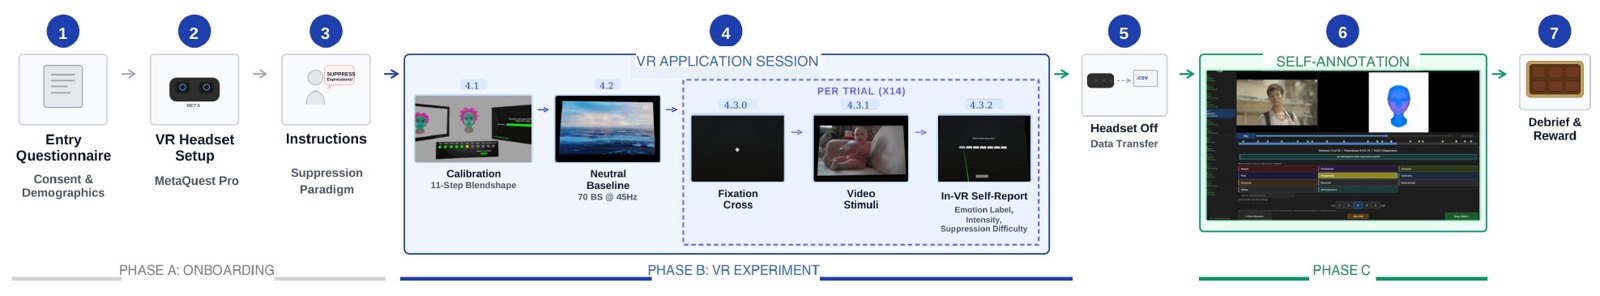 1
2
3
4
5
6
7
META
SUPPRESS
Expressions!
.csv
Entry
Questionnaire
Consent &
Demographics
VR Headset
Setup
MetaQuest Pro
Instructions
Suppression
Paradigm
VR APPLICATION SESSION
4.1
Calibration
11-Step Blendshape
4.2
Neutral
Baseline
70 BS @ 45Hz
PER TRIAL (X14)
4.3.0
Fixation
Cross
4.3.1
Video
Stimuli
4.3.2
In-VR Self-Report
Emotion Label,
Intensity,
Suppression Difficulty
Headset Off
Data Transfer
SELF-ANNOTATION
Debrief &
Reward
PHASE A: ONBOARDING
PHASE B: VR EXPERIMENT
PHASE C